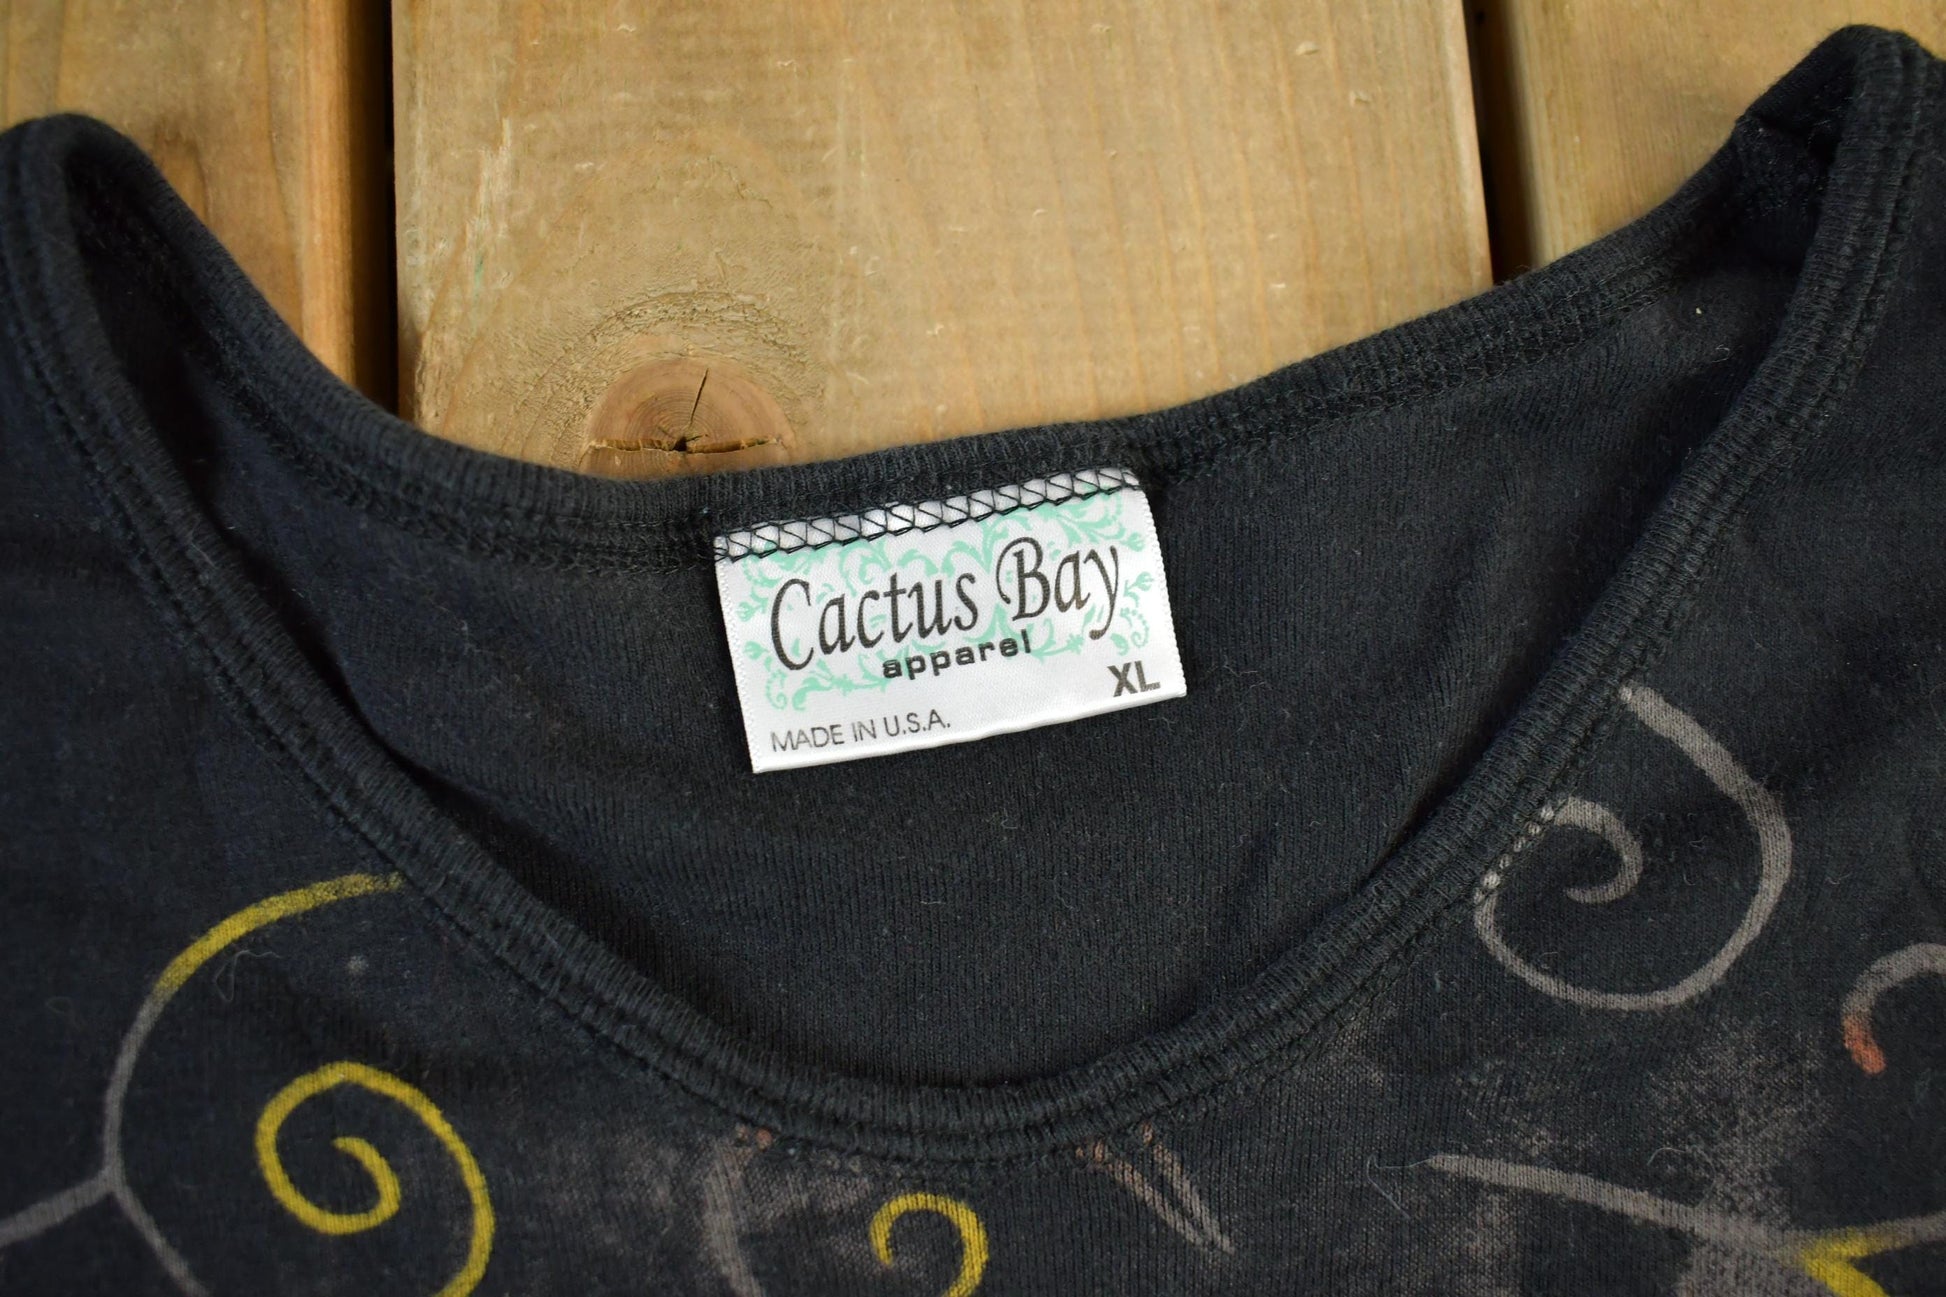 Cactus Bay
apparel
XL
MADE IN U.S.A.